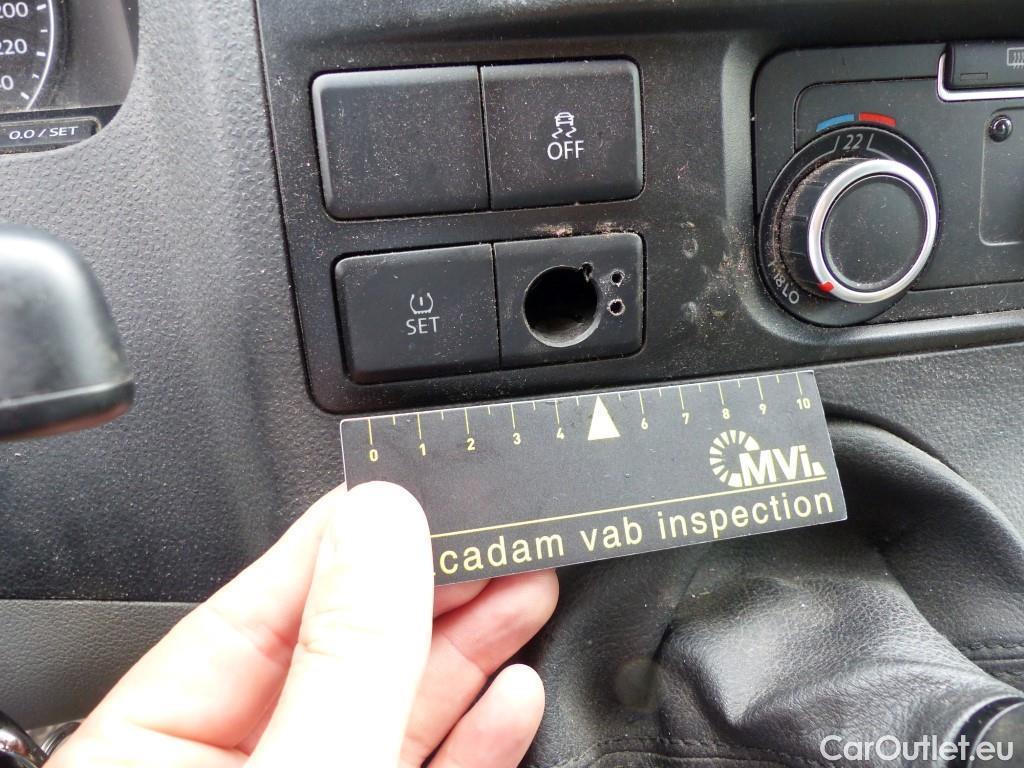 200
220
0.0 / SET
OFF
22
18 LO
SET
0 1 2 3 4 6 7 8 9 10
MVi
cadam vab inspection
CarOutlet.eu